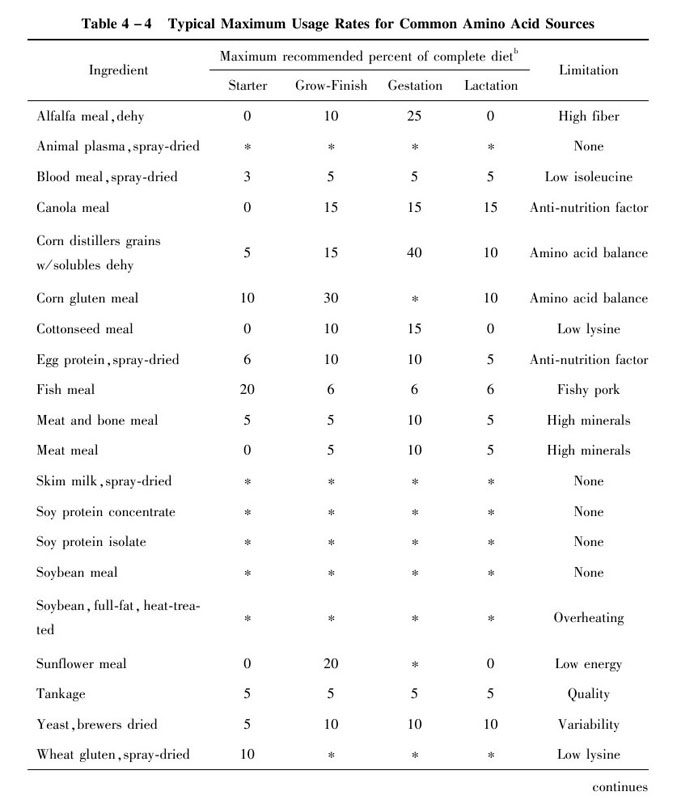 Table 4 – 4 Typical Maximum Usage Rates for Common Amino Acid Sources
Ingredient Maximum recommended percent of complete diet^b Limitation
Starter Grow-Finish Gestation Lactation
Alfalfa meal, dehy 0 10 25 0 High fiber
Animal plasma, spray-dried * * * * None
Blood meal, spray-dried 3 5 5 5 Low isoleucine
Canola meal 0 15 15 15 Anti-nutrition factor
Corn distillers grains
w/solubles dehy 5 15 40 10 Amino acid balance
Corn gluten meal 10 30 * 10 Amino acid balance
Cottonseed meal 0 10 15 0 Low lysine
Egg protein, spray-dried 6 10 10 5 Anti-nutrition factor
Fish meal 20 6 6 6 Fishy pork
Meat and bone meal 5 5 10 5 High minerals
Meat meal 0 5 10 5 High minerals
Skim milk, spray-dried * * * * None
Soy protein concentrate * * * * None
Soy protein isolate * * * * None
Soybean meal * * * * None
Soybean, full-fat, heat-trea-
ted * * * * Overheating
Sunflower meal 0 20 * 0 Low energy
Tankage 5 5 5 5 Quality
Yeast, brewers dried 5 10 10 10 Variability
Wheat gluten, spray-dried 10 * * * Low lysine
continues